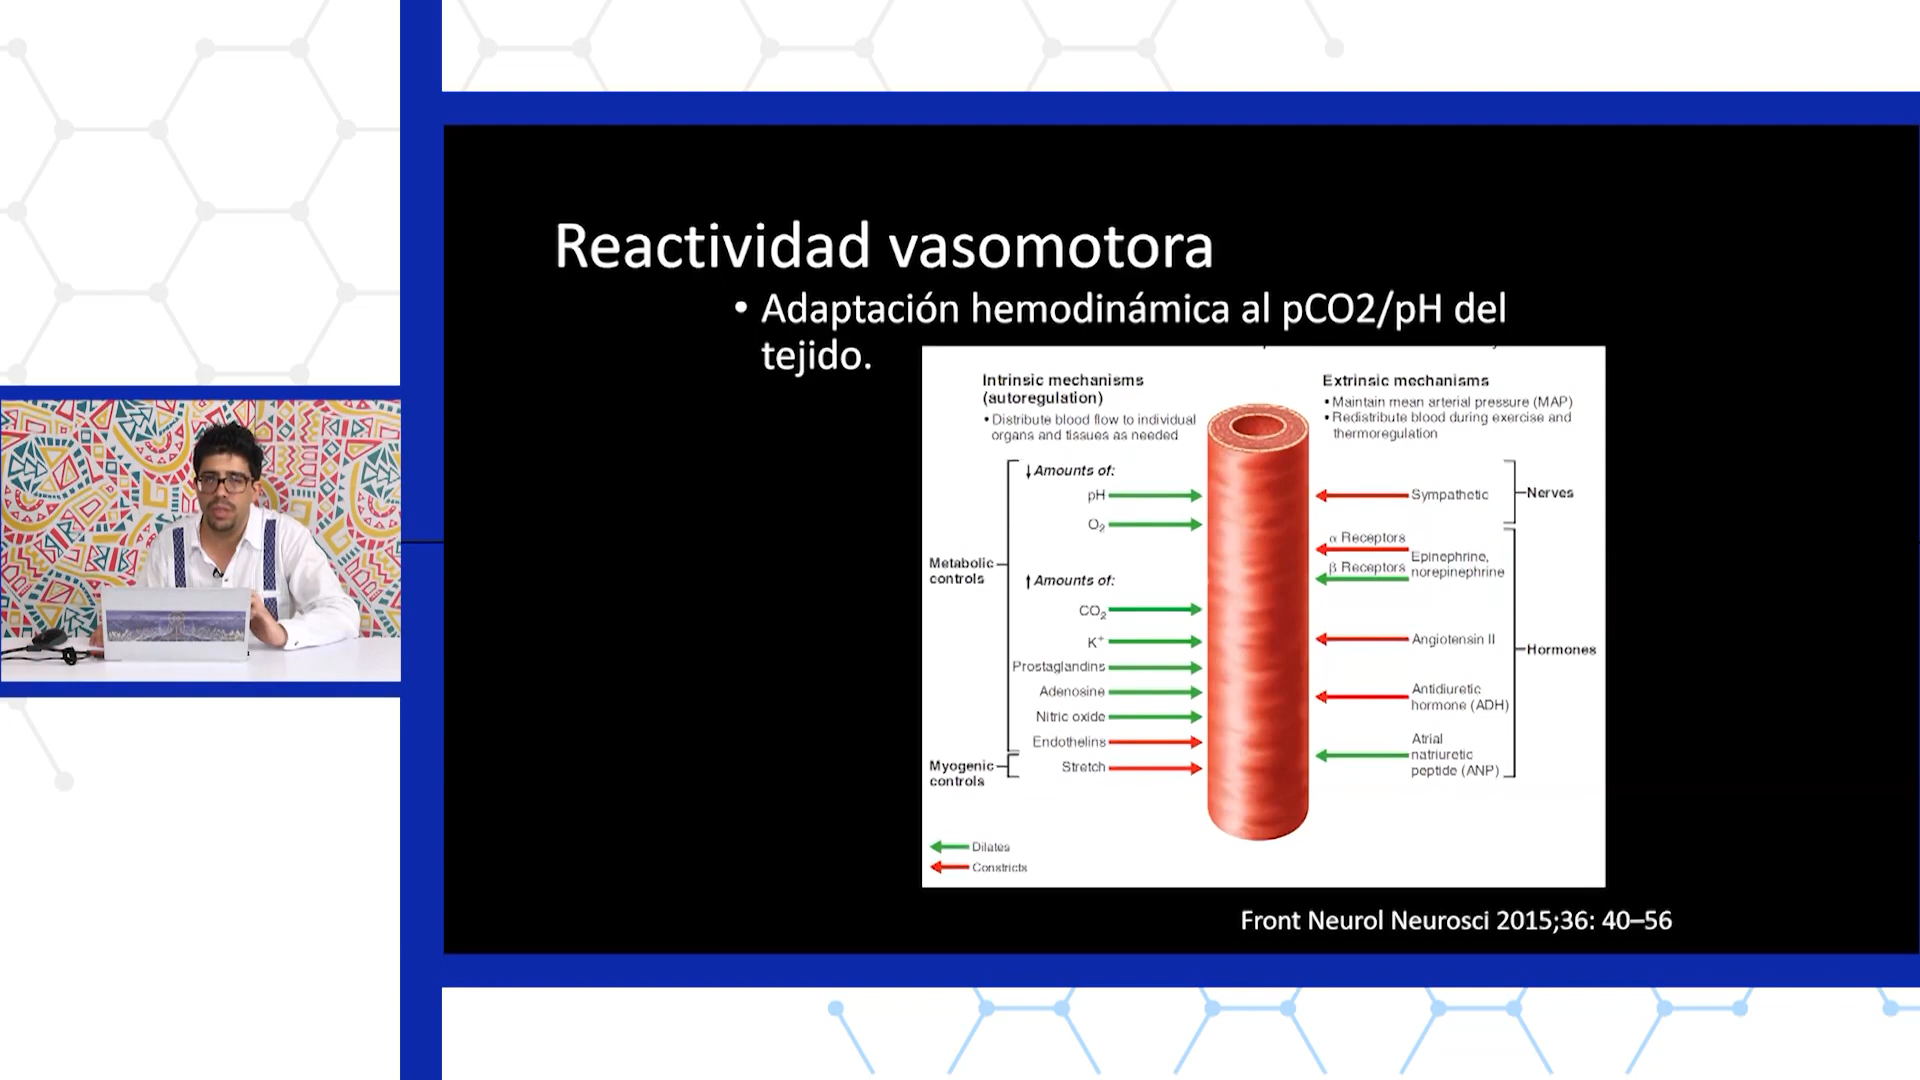 Reactividad vasomotora
• Adaptación hemodinámica al pCO2/pH del
tejido.
Intrinsic mechanisms
(autoregulation)
• Distribute blood flow to individual
organs and tissues as needed
↓ Amounts of:
pH
O₂
Metabolic
controls
↑ Amounts of:
CO₂
K⁺
Prostaglandins
Adenosine
Nitric oxide
Endothelins
Myogenic
controls
Stretch
Dilates
Constricts
Extrinsic mechanisms
• Maintain mean arterial pressure (MAP)
• Redistribute blood during exercise and
thermoregulation
Sympathetic
Nerves
α Receptors
β Receptors
Epinephrine,
norepinephrine
Angiotensin II
Hormones
Antidiuretic
hormone (ADH)
Atrial
natriuretic
peptide (ANP)
Front Neurol Neurosci 2015;36: 40–56